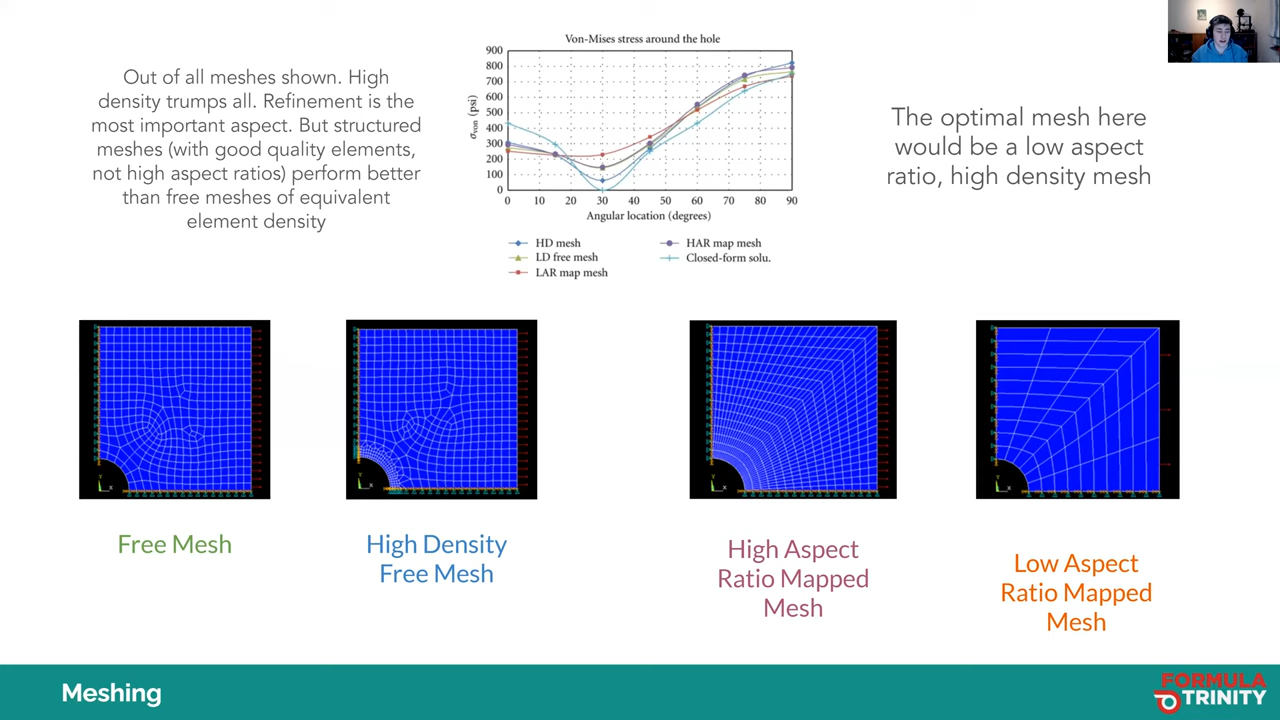 Out of all meshes shown. High
density trumps all. Refinement is the
most important aspect. But structured
meshes (with good quality elements,
not high aspect ratios) perform better
than free meshes of equivalent
element density
Von-Mises stress around the hole
900
800
700
600
500
400
300
200
100
0
σvon (psi)
0 10 20 30 40 50 60 70 80 90
Angular location (degrees)
HD mesh
LD free mesh
LAR map mesh
HAR map mesh
Closed-form solu.
The optimal mesh here
would be a low aspect
ratio, high density mesh
Y
X
Y
X
Y
X
Y
X
Free Mesh
High Density
Free Mesh
High Aspect
Ratio Mapped
Mesh
Low Aspect
Ratio Mapped
Mesh
Meshing
FORMULA
TRINITY